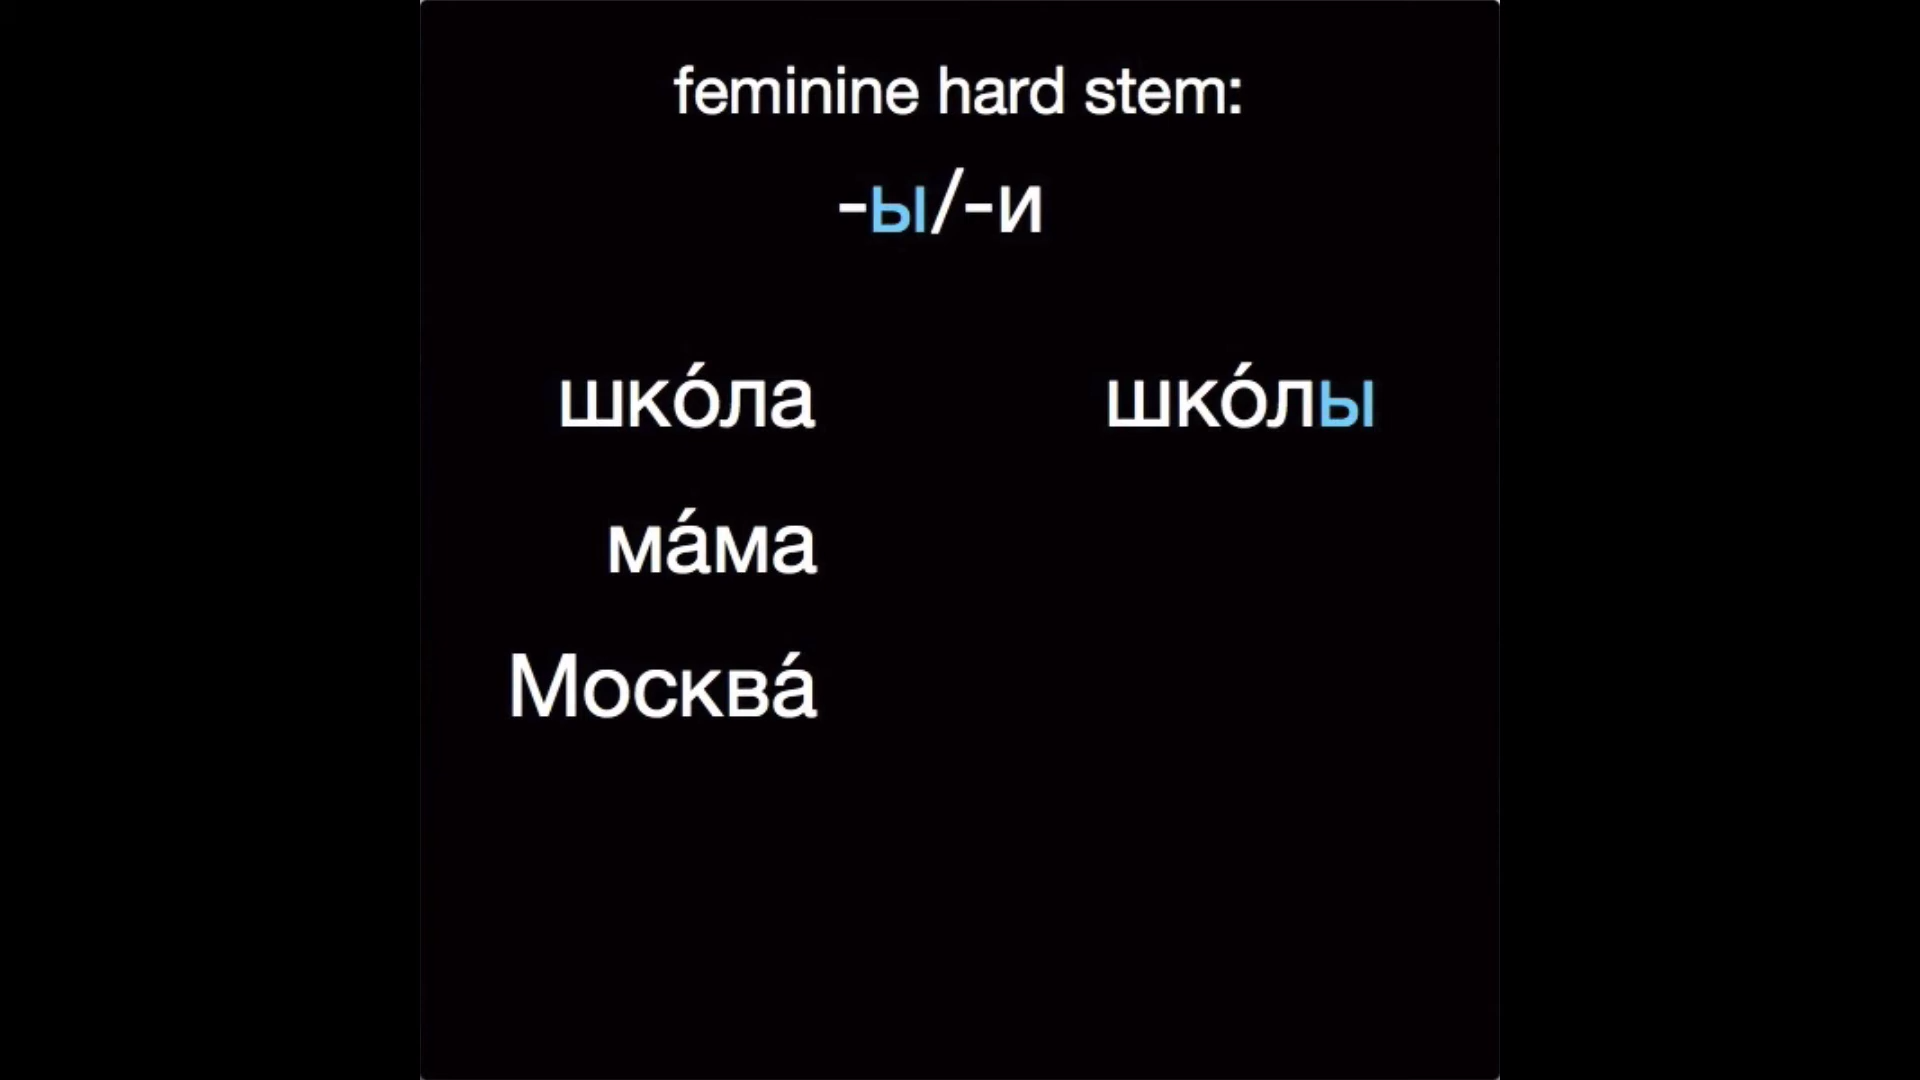 feminine hard stem:
-ы/-и
шко́ла шко́лы
ма́ма
Москва́